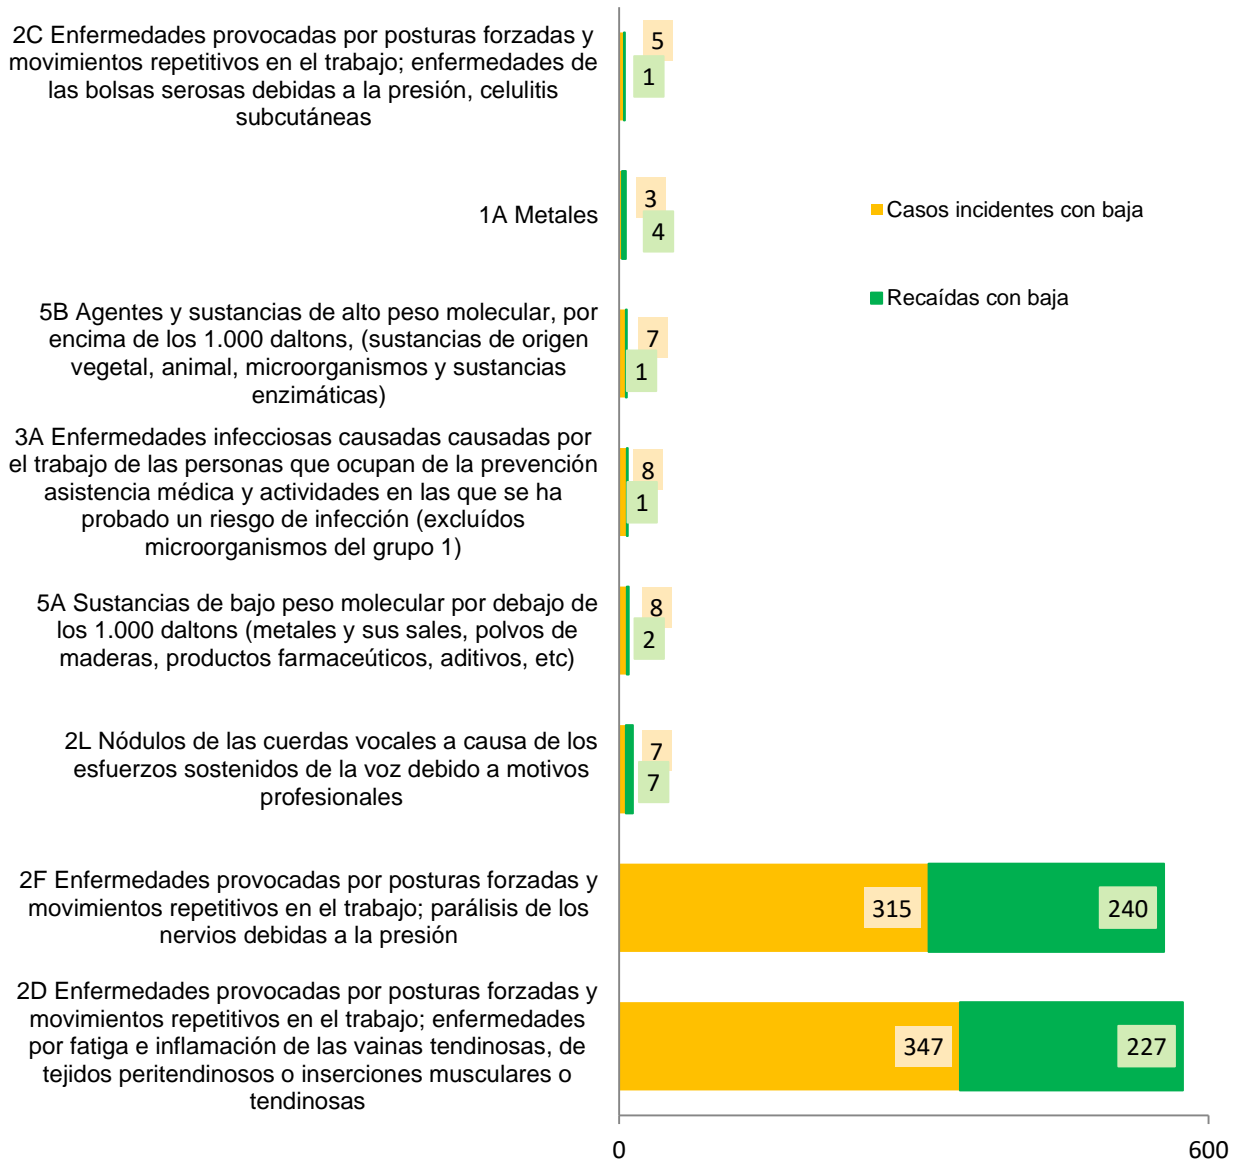 2C Enfermedades provocadas por posturas forzadas y
movimientos repetitivos en el trabajo; enfermedades de
las bolsas serosas debidas a la presión, celulitis
subcutáneas
5
1
1A Metales
3
4
Casos incidentes con baja
Recaídas con baja
5B Agentes y sustancias de alto peso molecular, por
encima de los 1.000 daltons, (sustancias de origen
vegetal, animal, microorganismos y sustancias
enzimáticas)
7
1
3A Enfermedades infecciosas causadas causadas por
el trabajo de las personas que ocupan de la prevención
asistencia médica y actividades en las que se ha
probado un riesgo de infección (excluídos
microorganismos del grupo 1)
8
1
5A Sustancias de bajo peso molecular por debajo de
los 1.000 daltons (metales y sus sales, polvos de
maderas, productos farmaceúticos, aditivos, etc)
8
2
2L Nódulos de las cuerdas vocales a causa de los
esfuerzos sostenidos de la voz debido a motivos
profesionales
7
7
2F Enfermedades provocadas por posturas forzadas y
movimientos repetitivos en el trabajo; parálisis de los
nervios debidas a la presión
315
240
2D Enfermedades provocadas por posturas forzadas y
movimientos repetitivos en el trabajo; enfermedades
por fatiga e inflamación de las vainas tendinosas, de
tejidos peritendinosos o inserciones musculares o
tendinosas
347
227
0
600